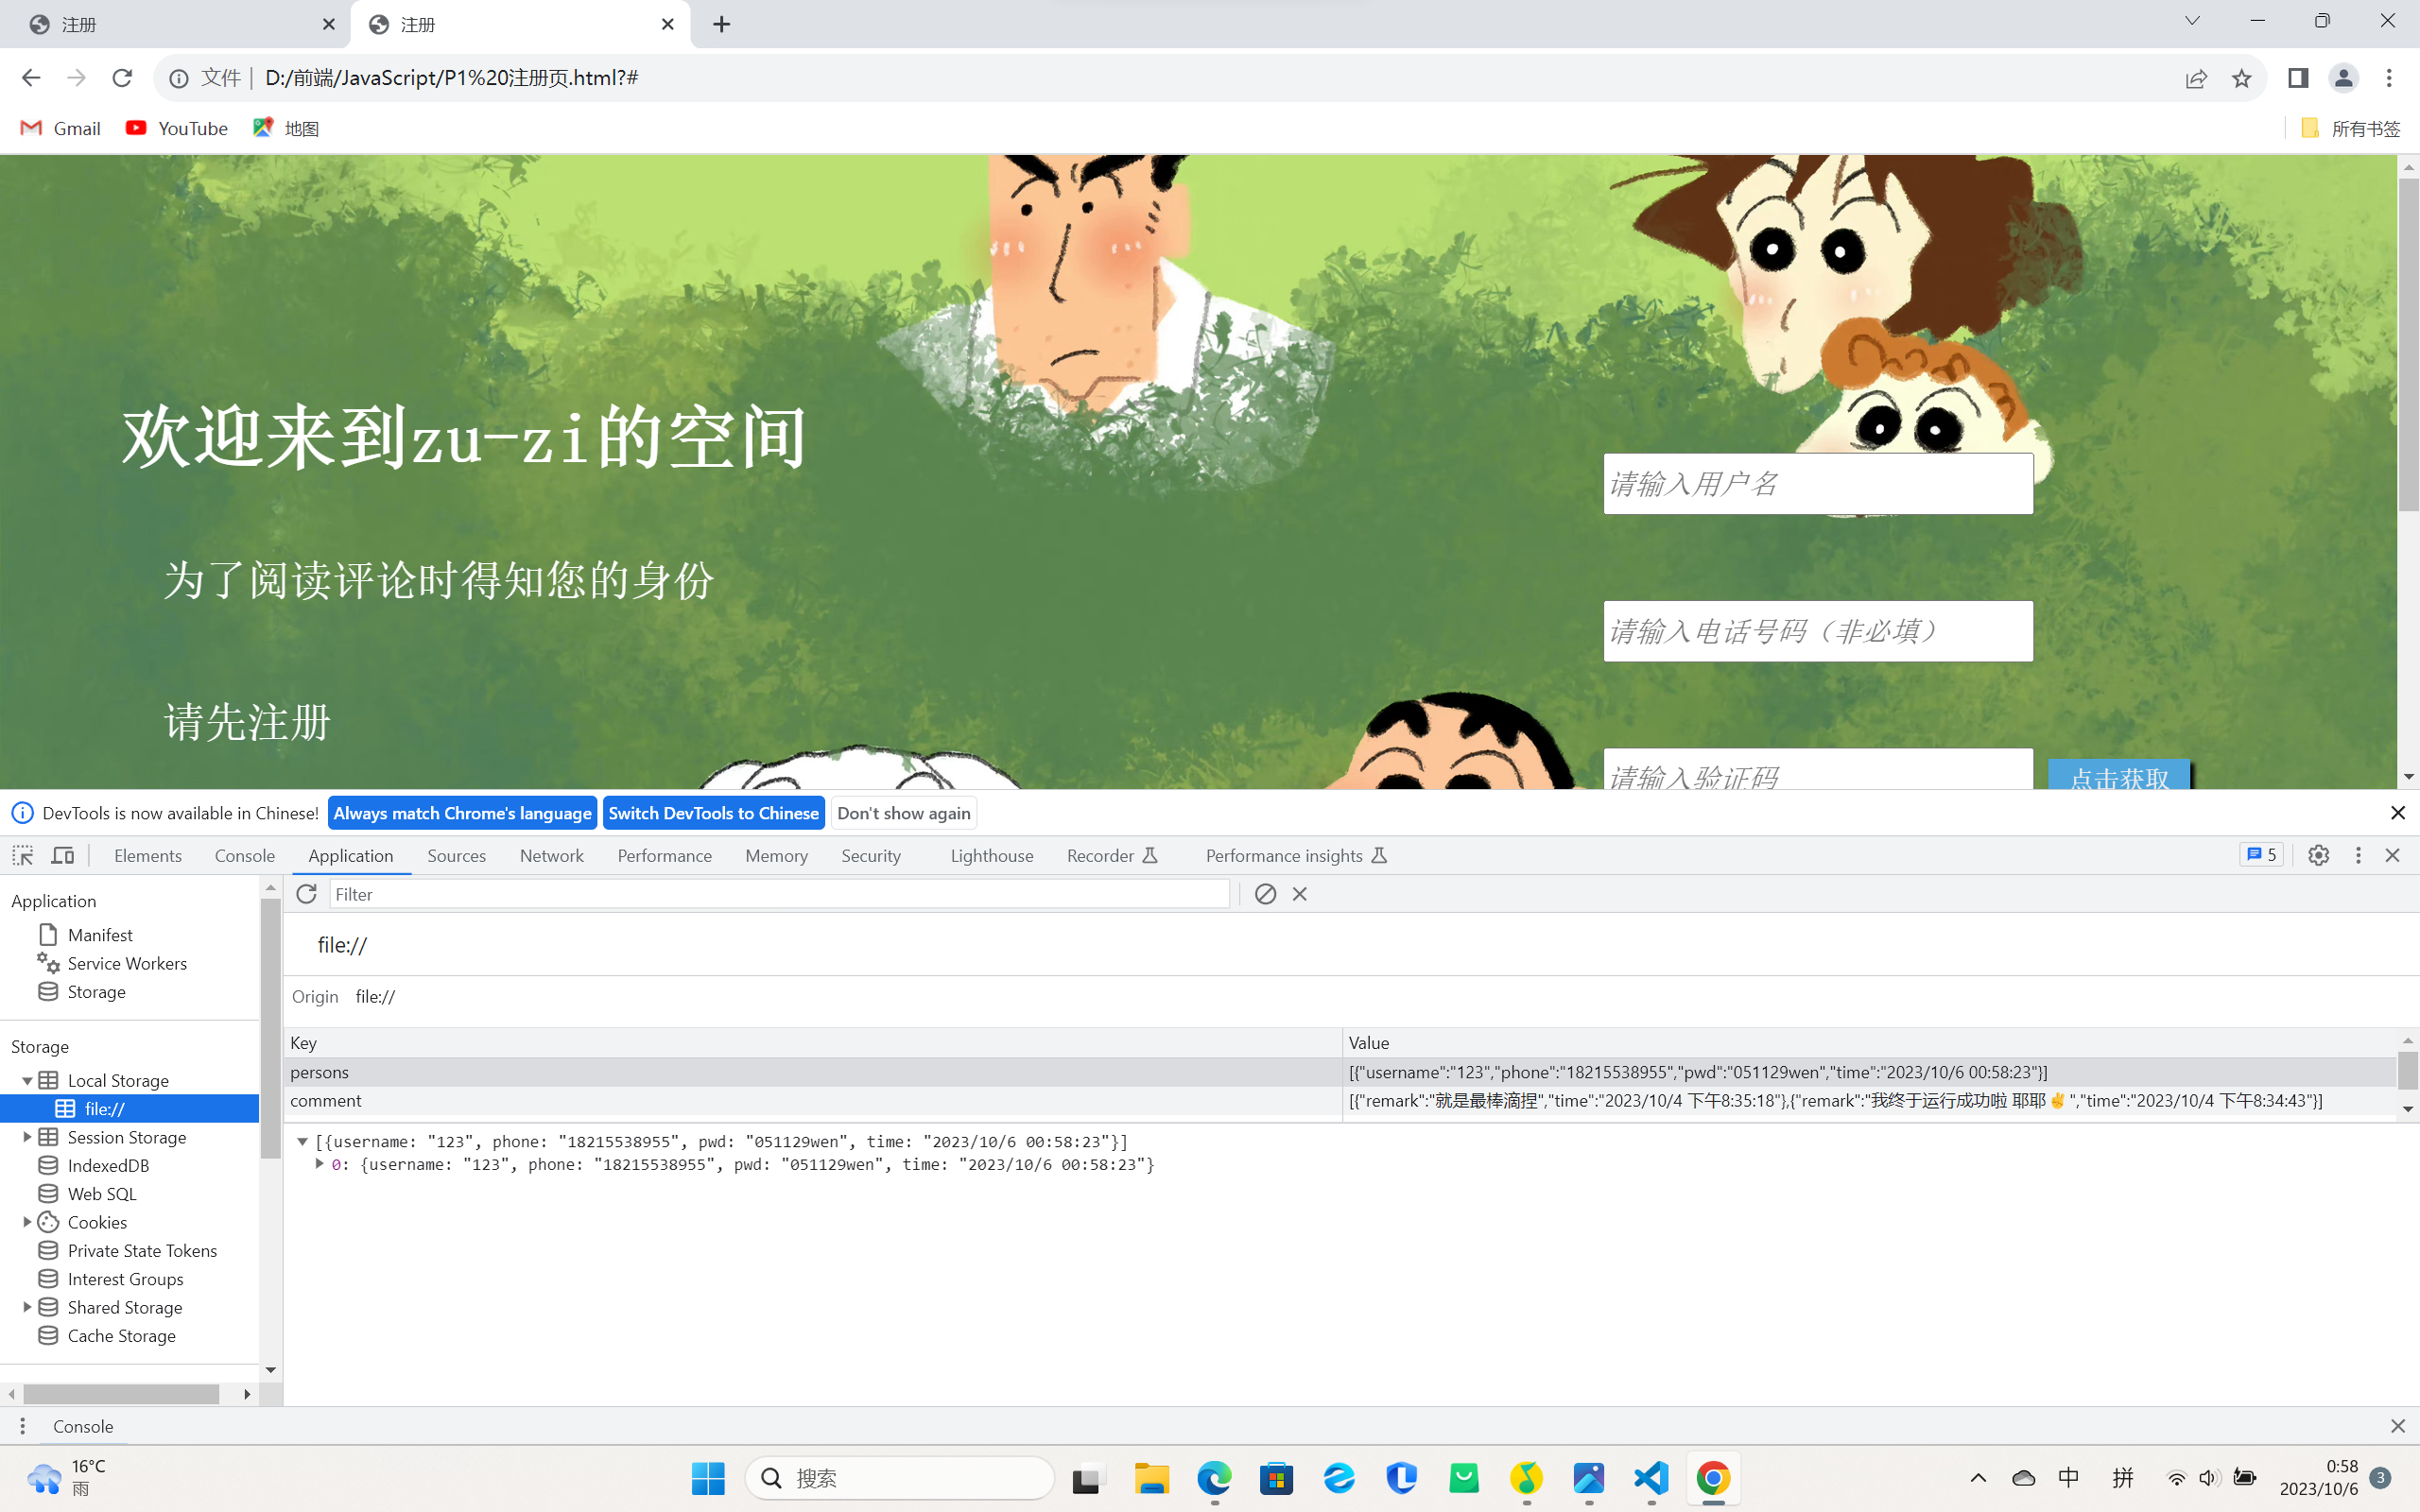 注册
注册
文件
D:/前端/JavaScript/P1%20注册页.html?#
Gmail
YouTube
地图
所有书签
欢迎来到zu-zi的空间
请输入用户名
为了阅读评论时得知您的身份
请输入电话号码（非必填）
请先注册
请输入验证码
点击获取
DevTools is now available in Chinese!
Always match Chrome's language
Switch DevTools to Chinese
Don't show again
Elements
Console
Application
Sources
Network
Performance
Memory
Security
Lighthouse
Recorder
Performance insights
5
Application
Manifest
Service Workers
Storage
Storage
Local Storage
file://
Session Storage
IndexedDB
Web SQL
Cookies
Private State Tokens
Interest Groups
Shared Storage
Cache Storage
Filter
file://
Origin file://
Key
Value
persons
[{"username":"123","phone":"18215538955","pwd":"051129wen","time":"2023/10/6 00:58:23"}]
comment
[{"remark":"就是最棒滴捏","time":"2023/10/4 下午8:35:18"},{"remark":"我终于运行成功啦 耶耶✌","time":"2023/10/4 下午8:34:43"}]
[{username: "123", phone: "18215538955", pwd: "051129wen", time: "2023/10/6 00:58:23"}]
0: {username: "123", phone: "18215538955", pwd: "051129wen", time: "2023/10/6 00:58:23"}
Console
16°C
雨
搜索
中
拼
0:58
2023/10/6
3